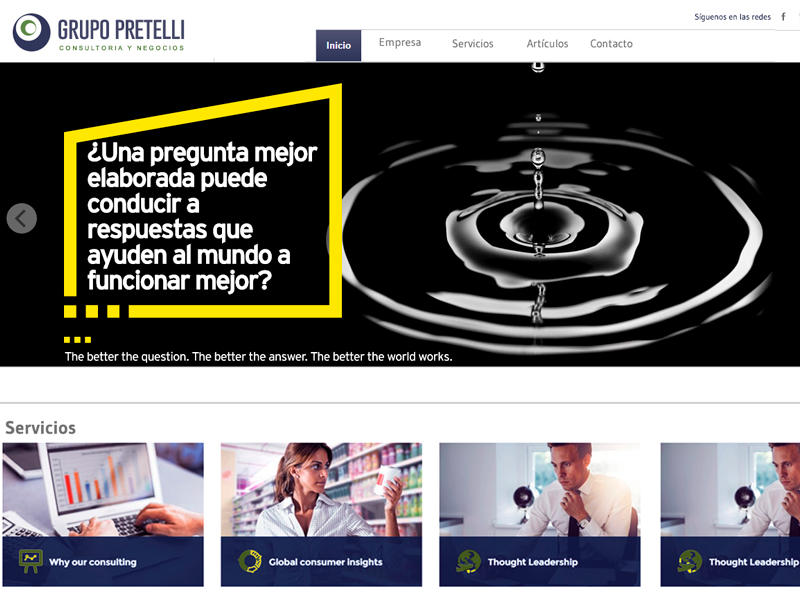 Síguenos en las redes f
GRUPO PRETELLI
CONSULTORIA Y NEGOCIOS
Inicio Empresa Servicios Artículos Contacto
¿Una pregunta mejor
elaborada puede
conducir a
respuestas que
ayuden al mundo a
funcionar mejor?
The better the question. The better the answer. The better the world works.
Servicios
Why our consulting
Global consumer insights
Thought Leadership
Thought Leadership